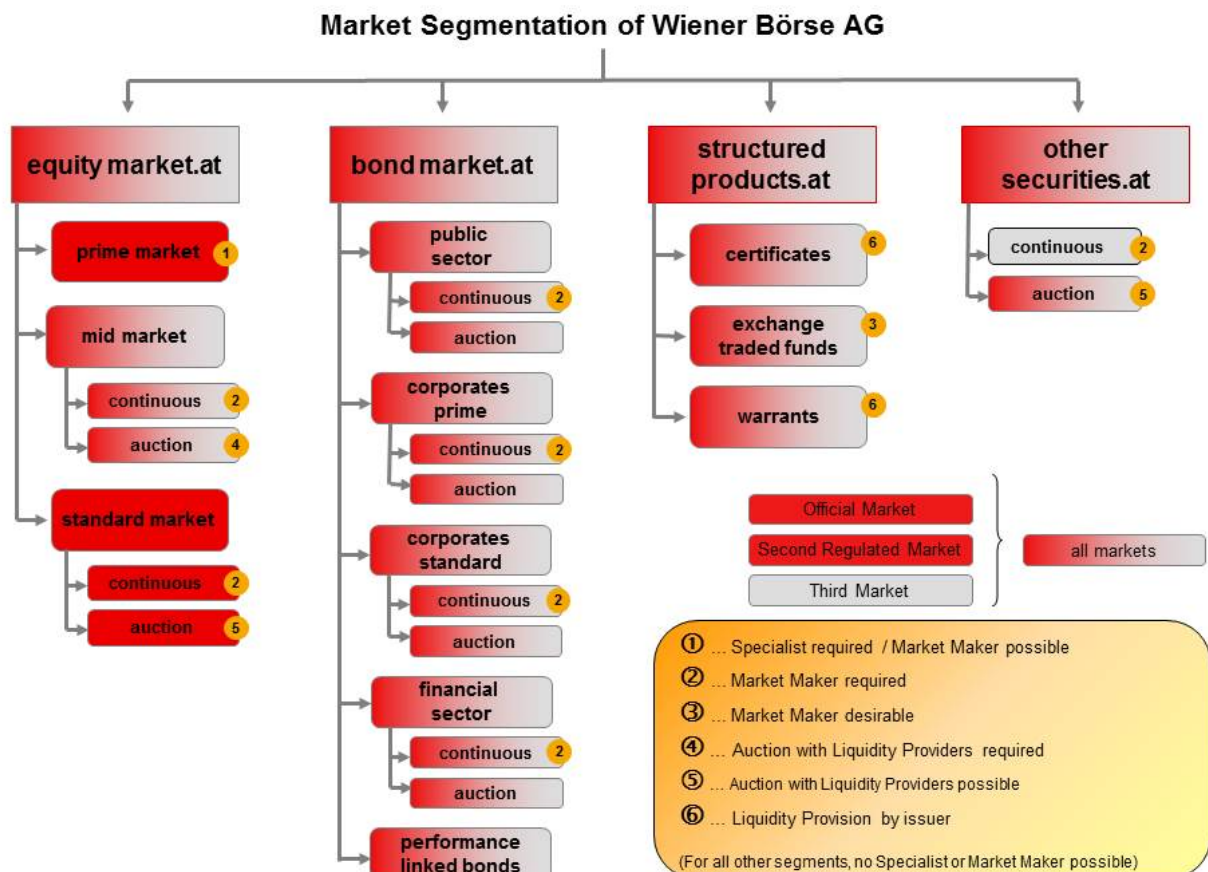 Market Segmentation of Wiener Börse AG
equity market.at
prime market
1
mid market
continuous
2
auction
4
standard market
continuous
2
auction
5
bond market.at
public
sector
continuous
2
auction
corporates
prime
continuous
2
auction
corporates
standard
continuous
2
auction
financial
sector
continuous
2
auction
performance
linked bonds
structured
products.at
certificates
6
exchange
traded funds
3
warrants
6
other
securities.at
continuous
2
auction
5
Official Market
Second Regulated Market
Third Market
all markets
① ... Specialist required / Market Maker possible
② ... Market Maker required
③ ... Market Maker desirable
④ ... Auction with Liquidity Providers required
⑤ ... Auction with Liquidity Providers possible
⑥ ... Liquidity Provision by issuer
(For all other segments, no Specialist or Market Maker possible)